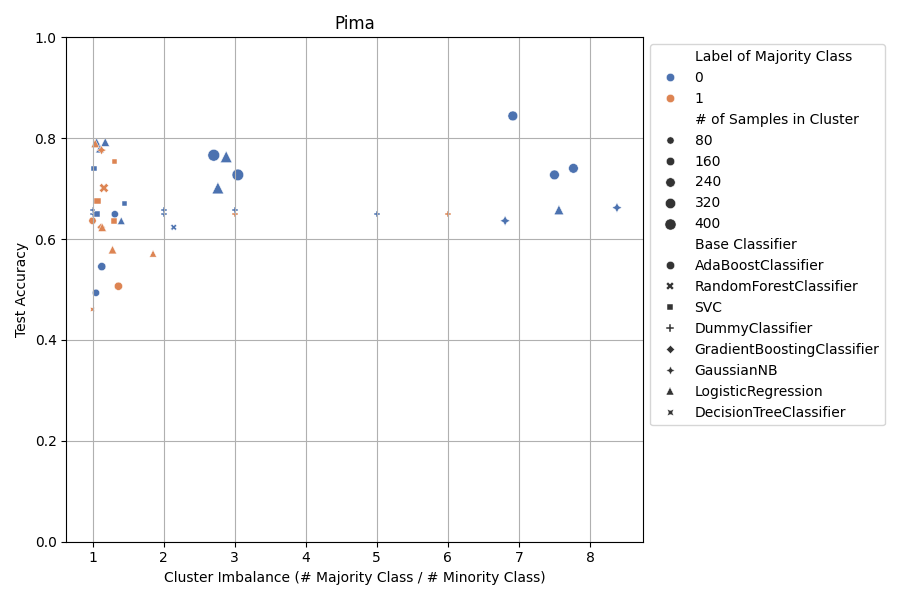 Pima
Test Accuracy
1.0
0.8
0.6
0.4
0.2
0.0
1 2 3 4 5 6 7 8
Cluster Imbalance (# Majority Class / # Minority Class)
Label of Majority Class
0
1
# of Samples in Cluster
80
160
240
320
400
Base Classifier
AdaBoostClassifier
RandomForestClassifier
SVC
DummyClassifier
GradientBoostingClassifier
GaussianNB
LogisticRegression
DecisionTreeClassifier